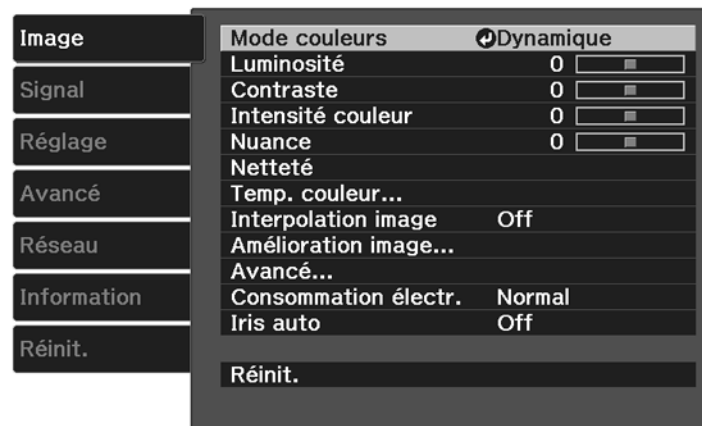 Image
Signal
Réglage
Avancé
Réseau
Information
Réinit.
Mode couleurs Dynamique
Luminosité 0
Contraste 0
Intensité couleur 0
Nuance 0
Netteté
Temp. couleur...
Interpolation image Off
Amélioration image...
Avancé...
Consommation électr. Normal
Iris auto Off
Réinit.